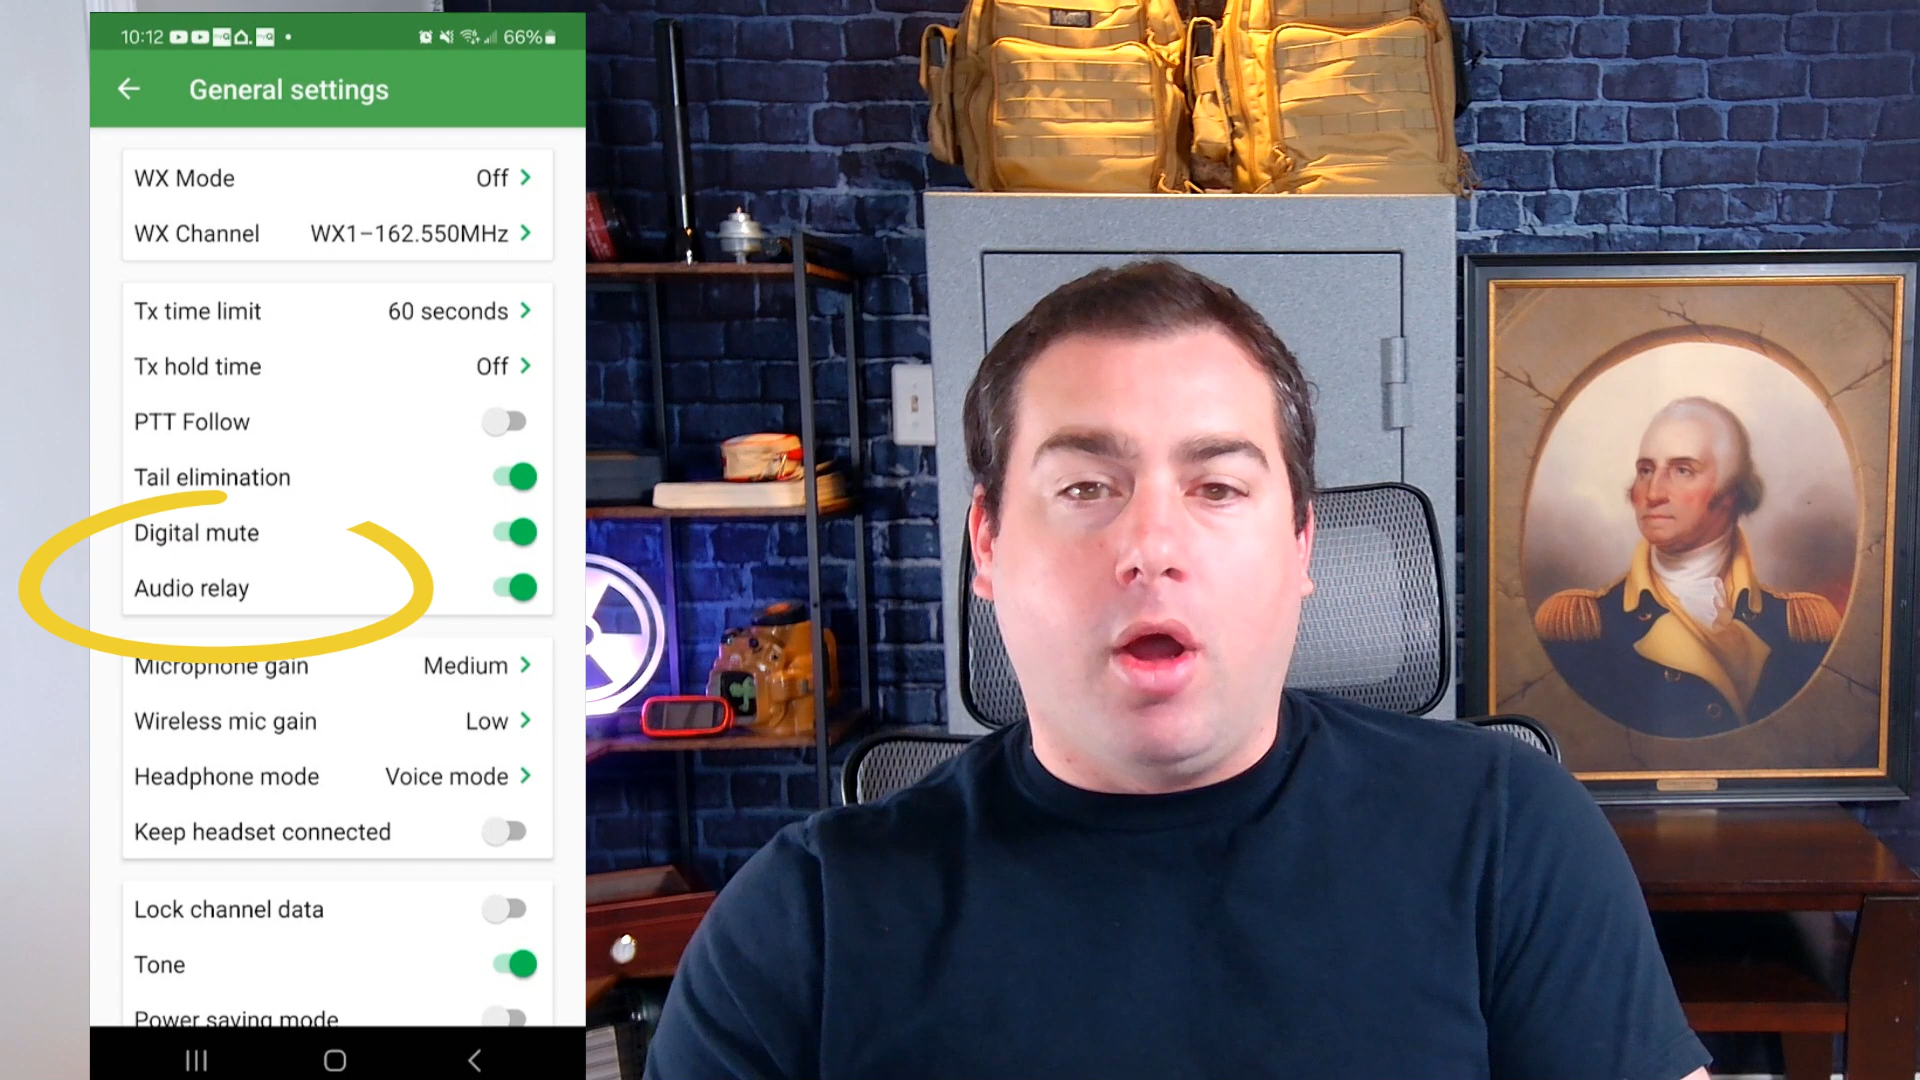 10:12 66%
General settings
WX Mode Off
WX Channel WX1–162.550MHz
Tx time limit 60 seconds
Tx hold time Off
PTT Follow
Tail elimination
Digital mute
Audio relay
Microphone gain Medium
Wireless mic gain Low
Headphone mode Voice mode
Keep headset connected
Lock channel data
Tone
Power saving mode